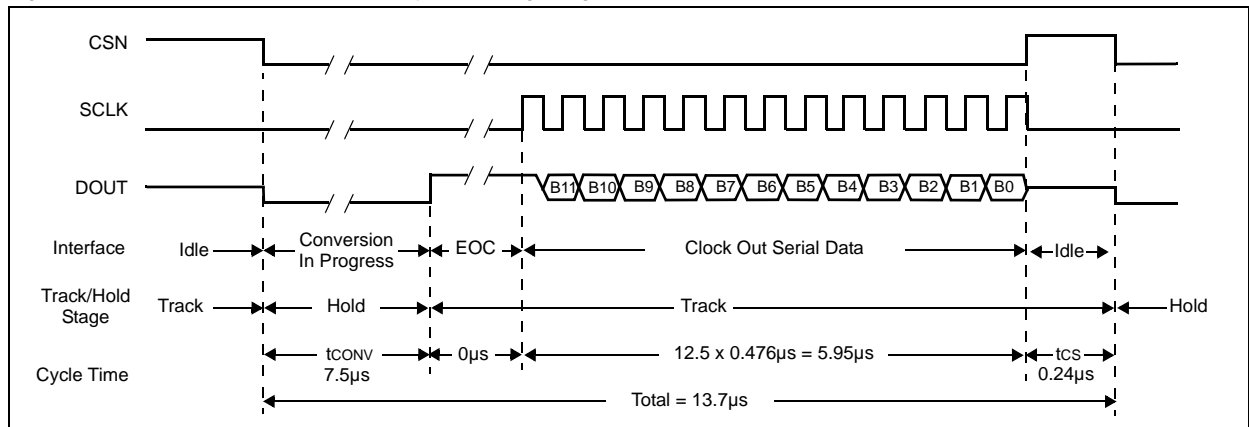 CSN
SCLK
DOUT
B11 B10 B9 B8 B7 B6 B5 B4 B3 B2 B1 B0
Interface Idle Conversion In Progress EOC Clock Out Serial Data Idle
Track/Hold Stage Track Hold Track Hold
Cycle Time tCONV 7.5µs 0µs 12.5 x 0.476µs = 5.95µs tCS 0.24µs
Total = 13.7µs